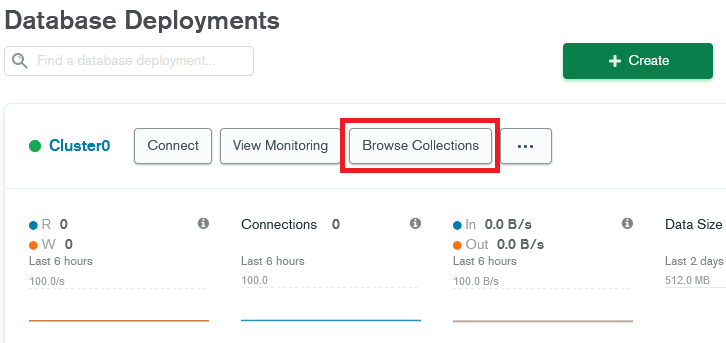 Database Deployments
Find a database deployment...
+ Create
Cluster0 Connect View Monitoring Browse Collections ...
R 0
W 0
Last 6 hours
100.0/s
Connections 0
Last 6 hours
100.0
In 0.0 B/s
Out 0.0 B/s
Last 6 hours
100.0 B/s
Data Size
Last 2 days
512.0 MB